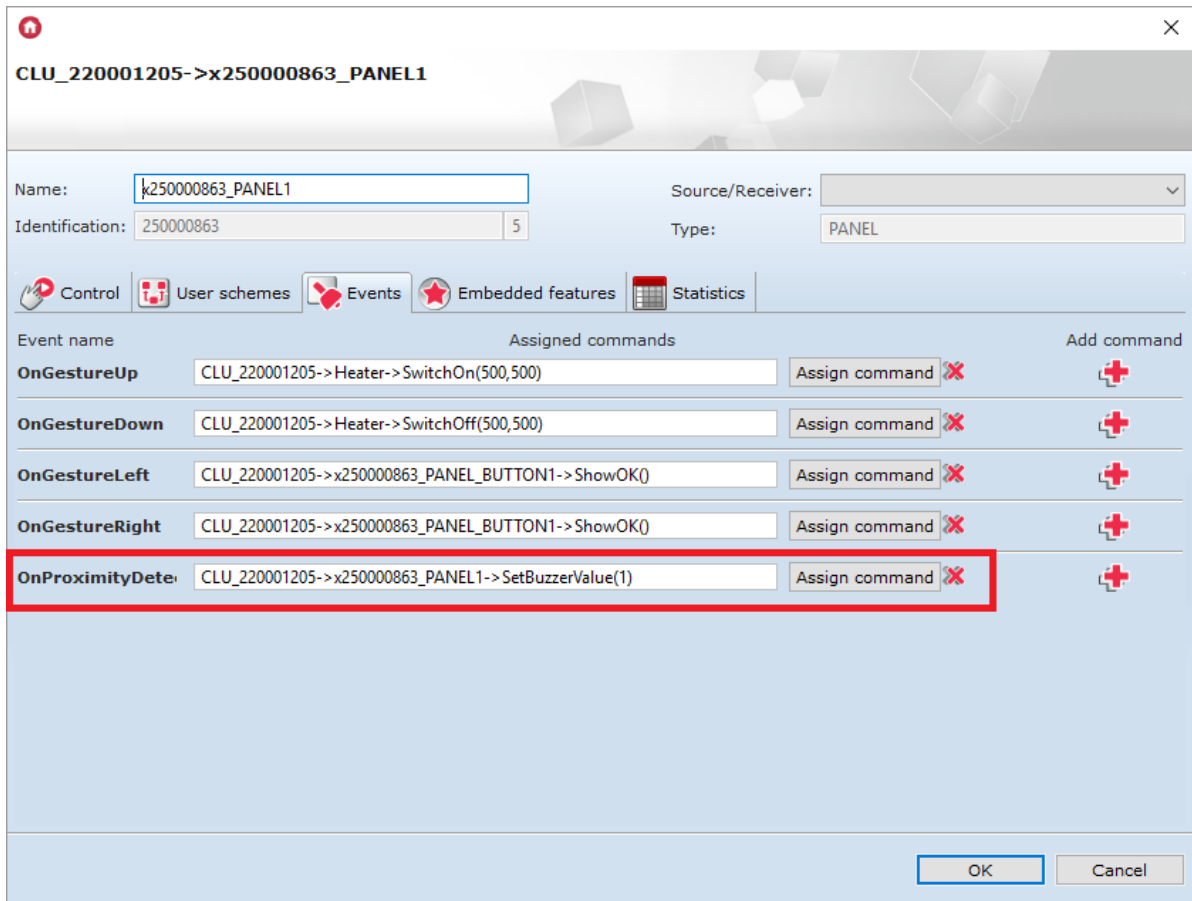 CLU_220001205->x250000863_PANEL1
Name: x250000863_PANEL1 Source/Receiver:
Identification: 250000863 5 Type: PANEL
Control User schemes Events Embedded features Statistics
Event name Assigned commands Add command
OnGestureUp CLU_220001205->Heater->SwitchOn(500,500) Assign command
OnGestureDown CLU_220001205->Heater->SwitchOff(500,500) Assign command
OnGestureLeft CLU_220001205->x250000863_PANEL_BUTTON1->ShowOK() Assign command
OnGestureRight CLU_220001205->x250000863_PANEL_BUTTON1->ShowOK() Assign command
OnProximityDete CLU_220001205->x250000863_PANEL1->SetBuzzerValue(1) Assign command
OK Cancel